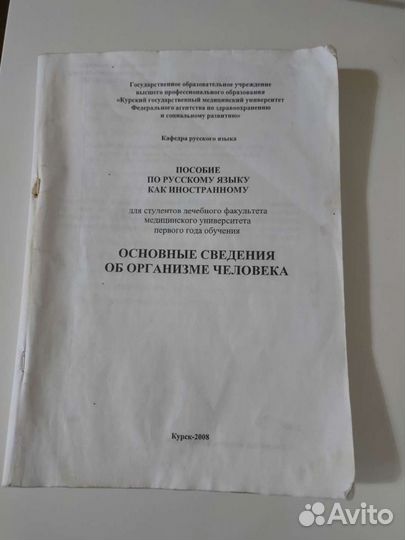 Государственное образовательное учреждение
высшего профессионального образования
«Курский государственный медицинский университет
Федерального агентства по здравоохранению
и социальному развитию»
Кафедра русского языка
ПОСОБИЕ
ПО РУССКОМУ ЯЗЫКУ
КАК ИНОСТРАННОМУ
для студентов лечебного факультета
медицинского университета
первого года обучения
ОСНОВНЫЕ СВЕДЕНИЯ
ОБ ОРГАНИЗМЕ ЧЕЛОВЕКА
Курск-2008
Avito